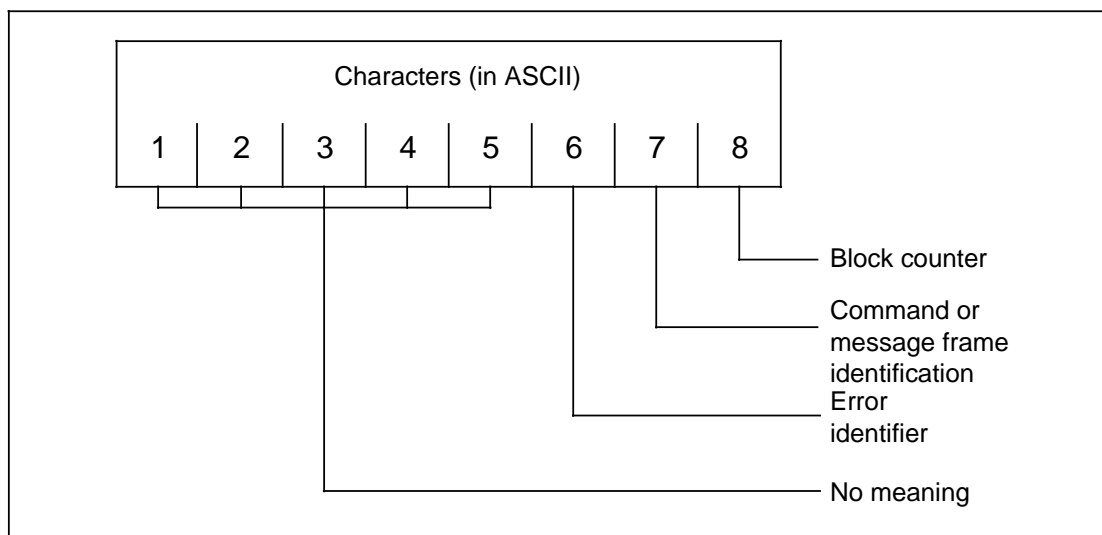 Characters (in ASCII)
1 2 3 4 5 6 7 8
Block counter
Command or
message frame
identification
Error
identifier
No meaning